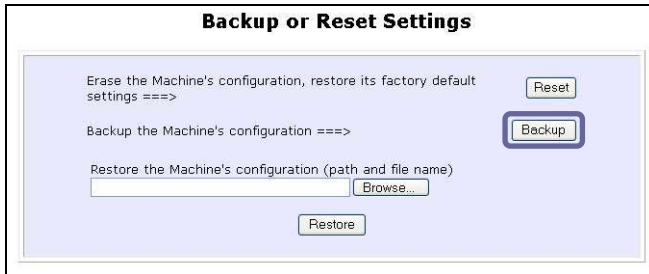 Backup or Reset Settings
Erase the Machine's configuration, restore its factory default
settings ===>
Reset
Backup the Machine's configuration ===>
Backup
Restore the Machine's configuration (path and file name)
Browse...
Restore